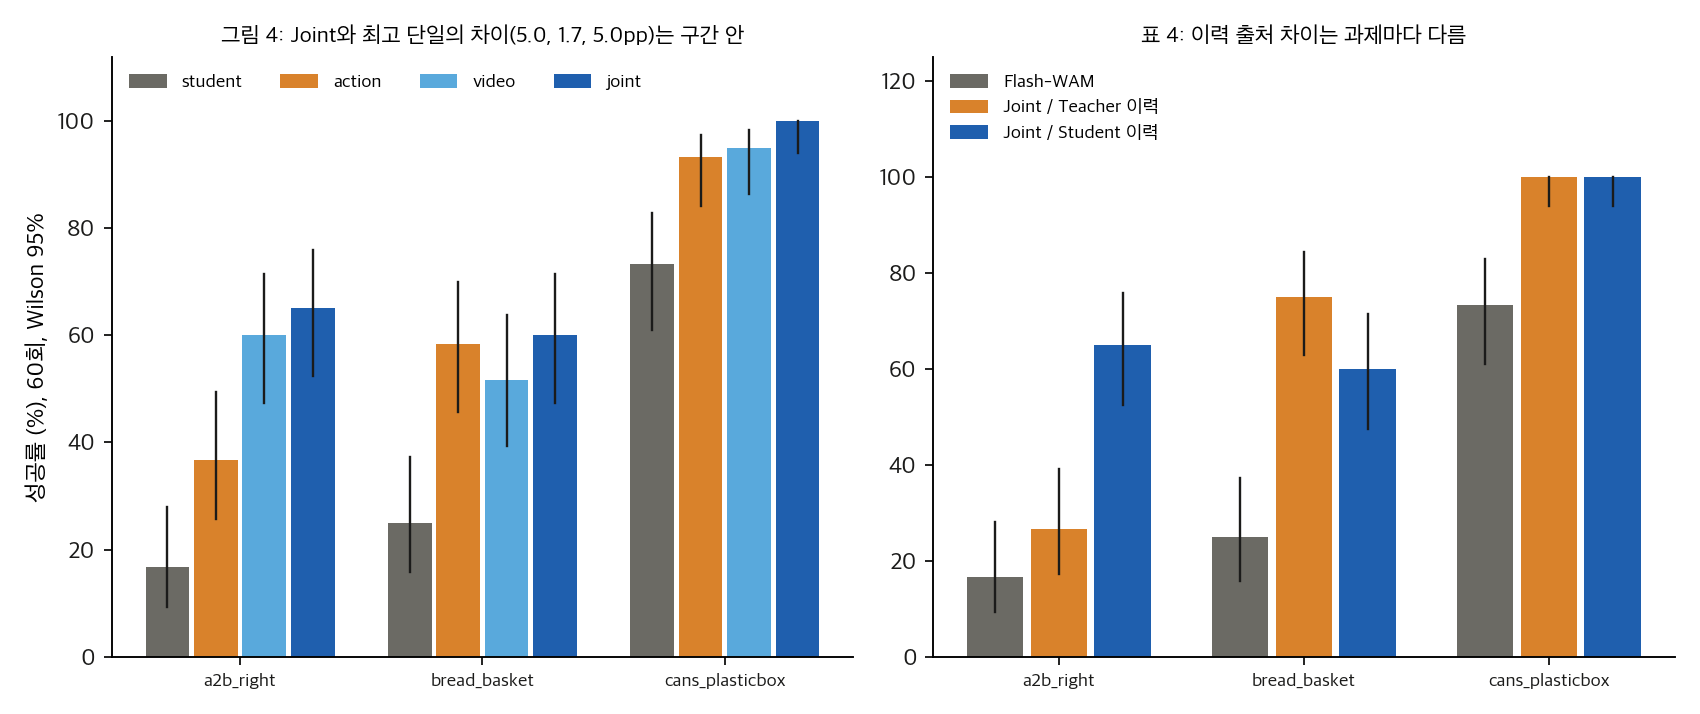 그림 4: Joint와 최고 단일의 차이(5.0, 1.7, 5.0pp)는 구간 안
student
action
video
joint
성공률 (%), 60회, Wilson 95%
100
80
60
40
20
0
a2b_right
bread_basket
cans_plasticbox
표 4: 이력 출처 차이는 과제마다 다름
Flash-WAM
Joint / Teacher 이력
Joint / Student 이력
120
100
80
60
40
20
0
a2b_right
bread_basket
cans_plasticbox